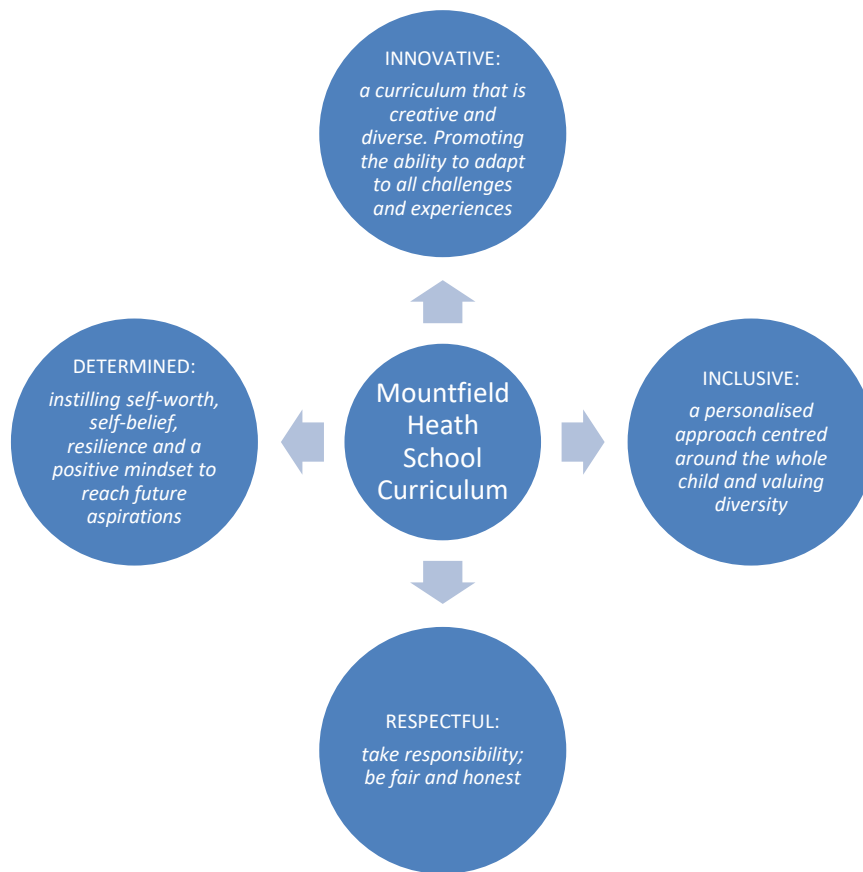 INNOVATIVE:
a curriculum that is
creative and
diverse. Promoting
the ability to adapt
to all challenges
and experiences
DETERMINED:
instilling self-worth,
self-belief,
resilience and a
positive mindset to
reach future
aspirations
Mountfield
Heath
School
Curriculum
INCLUSIVE:
a personalised
approach centred
around the whole
child and valuing
diversity
RESPECTFUL:
take responsibility;
be fair and honest